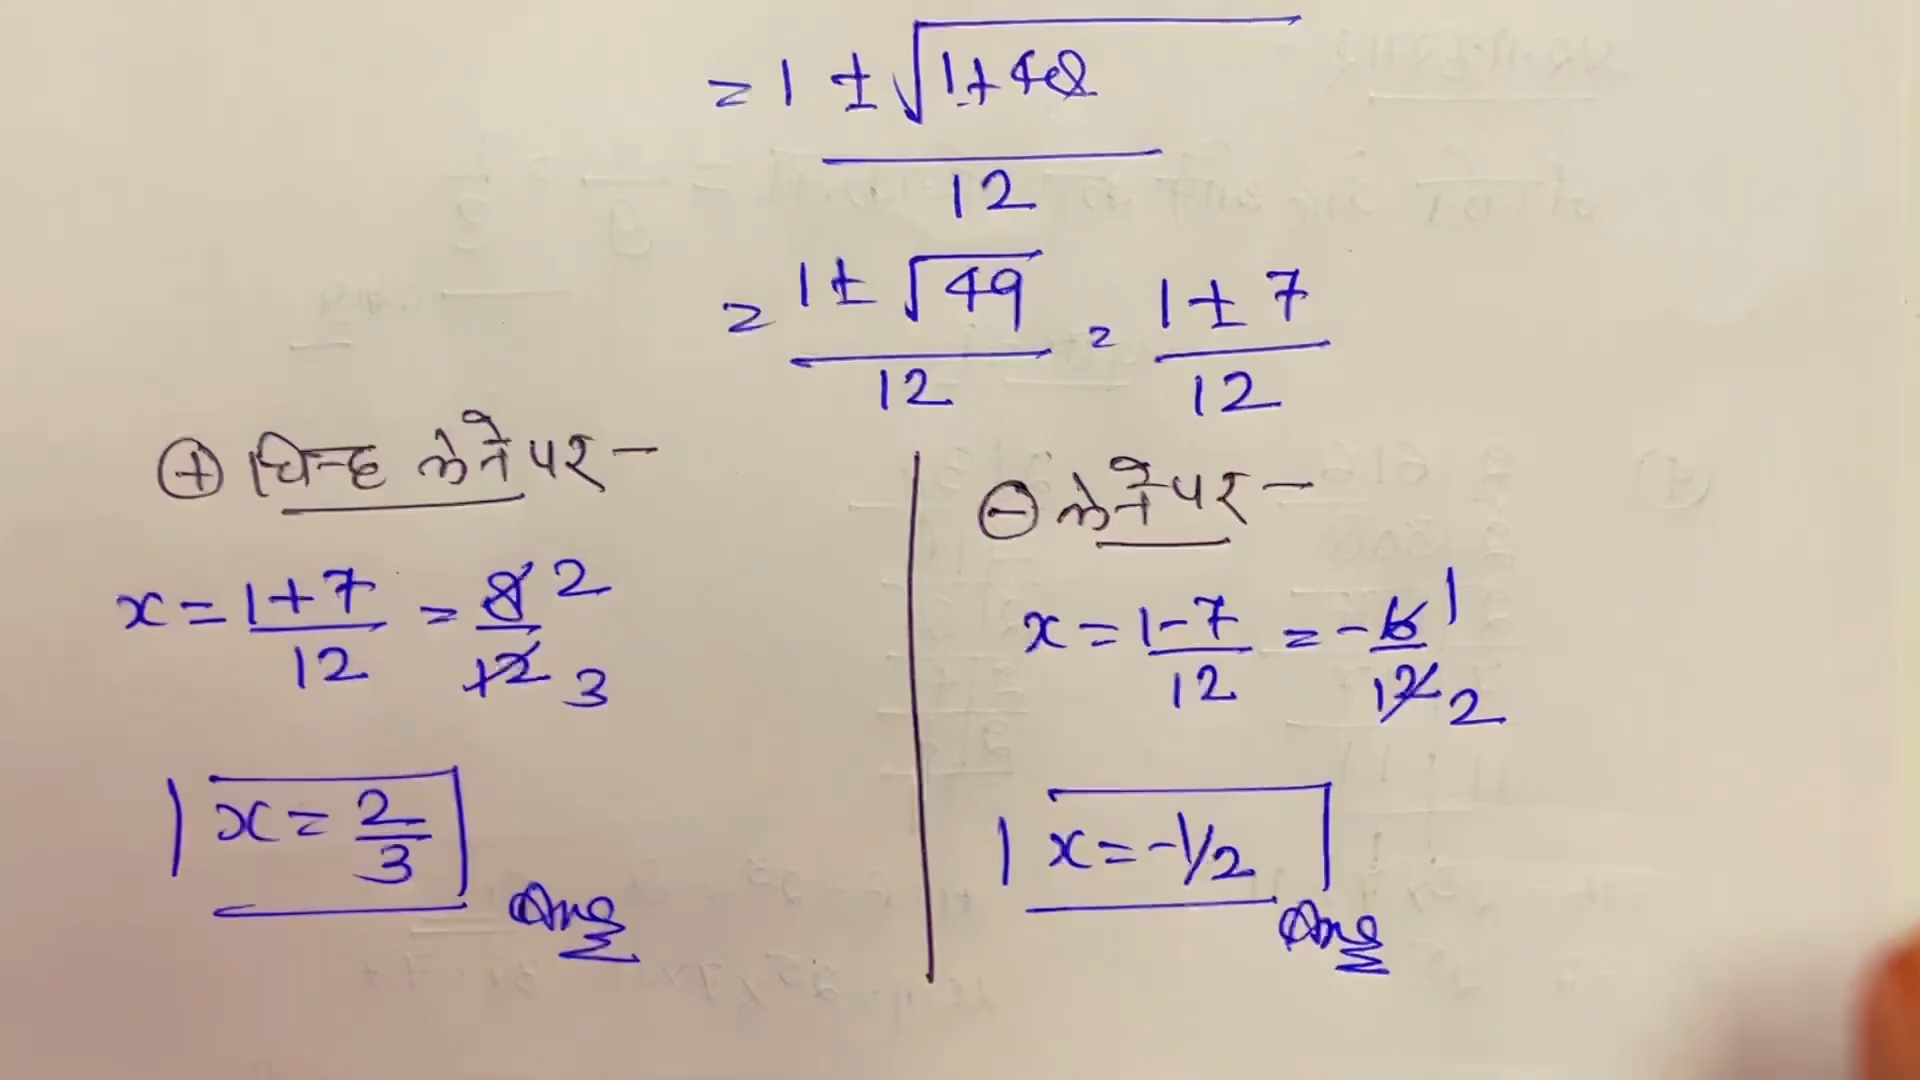 = 1 ± √1+48
12
= 1 ± √49 / 12 = 1 ± 7 / 12
⊕ चिन्ह लेने पर –
x = 1+7 / 12 = 8 2 / 12 3
x = 2/3 Ans
⊖ लेने पर –
x = 1-7 / 12 = -6 1 / 12 2
x = -1/2 Ans